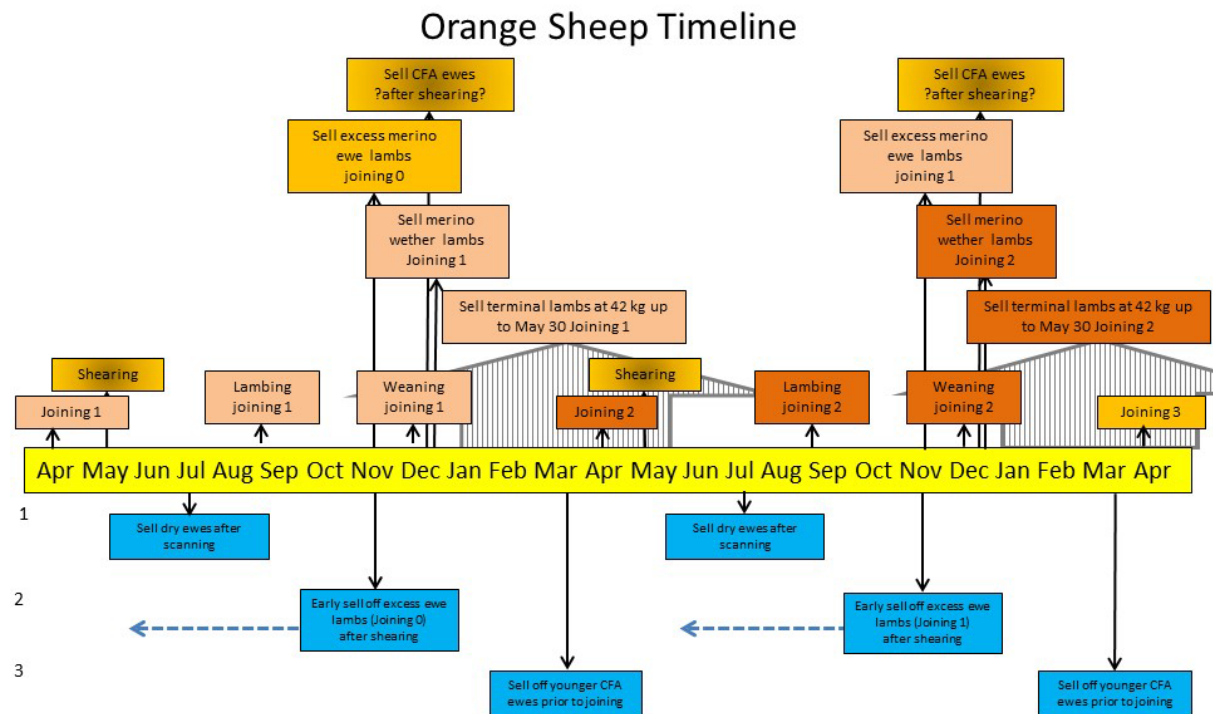 Orange Sheep Timeline
Sell CFA ewes
?after shearing?
Sell CFA ewes
?after shearing?
Sell excess merino
ewe lambs
joining 0
Sell excess merino
ewe lambs
joining 1
Sell merino
wether lambs
Joining 1
Sell merino
wether lambs
Joining 2
Sell terminal lambs at 42 kg up
to May 30 Joining 1
Sell terminal lambs at 42 kg up
to May 30 Joining 2
Shearing
Lambing
joining 1
Weaning
joining 1
Shearing
Lambing
joining 2
Weaning
joining 2
Joining 1
Joining 2
Joining 3
Apr May Jun Jul Aug Sep Oct Nov Dec Jan Feb Mar Apr May Jun Jul Aug Sep Oct Nov Dec Jan Feb Mar Apr
1
Sell dry ewes after
scanning
Sell dry ewes after
scanning
2
Early sell off excess ewe
lambs (Joining 0)
after shearing
Early sell off excess ewe
lambs (Joining 1)
after shearing
3
Sell off younger CFA
ewes prior to joining
Sell off younger CFA
ewes prior to joining